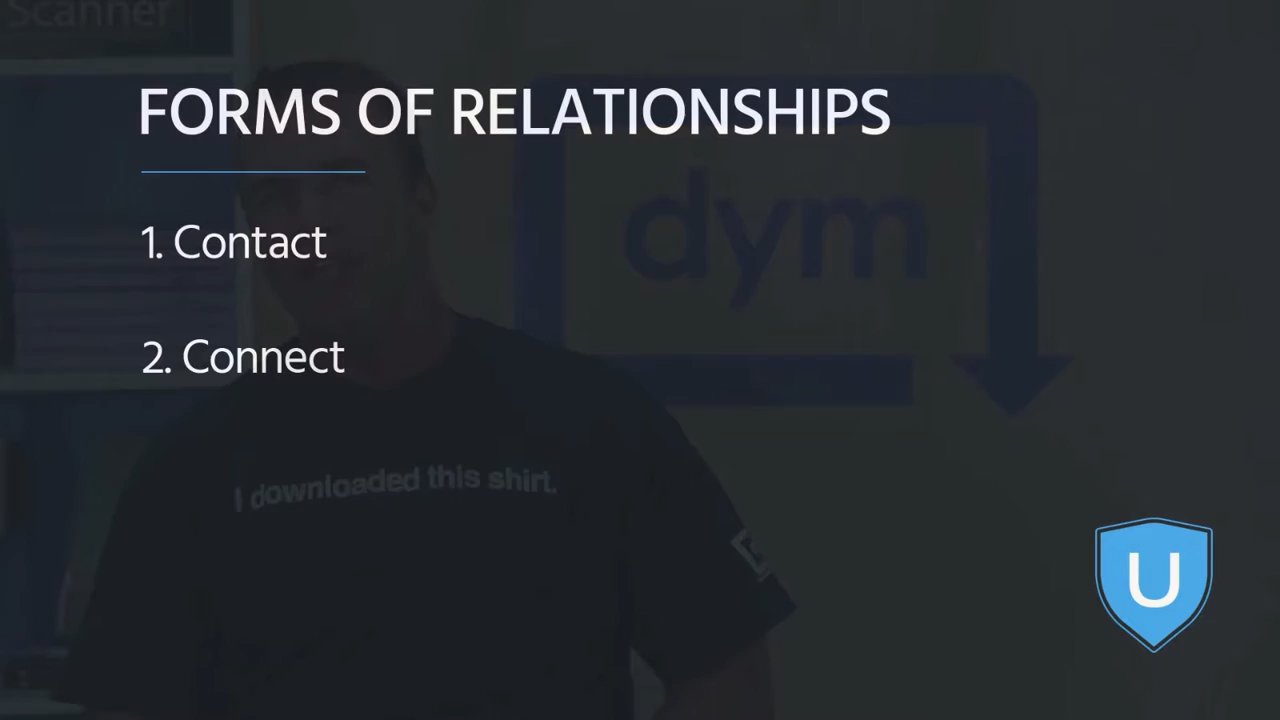 Scanner
FORMS OF RELATIONSHIPS
dym
1. Contact
2. Connect
I downloaded this shirt.
U